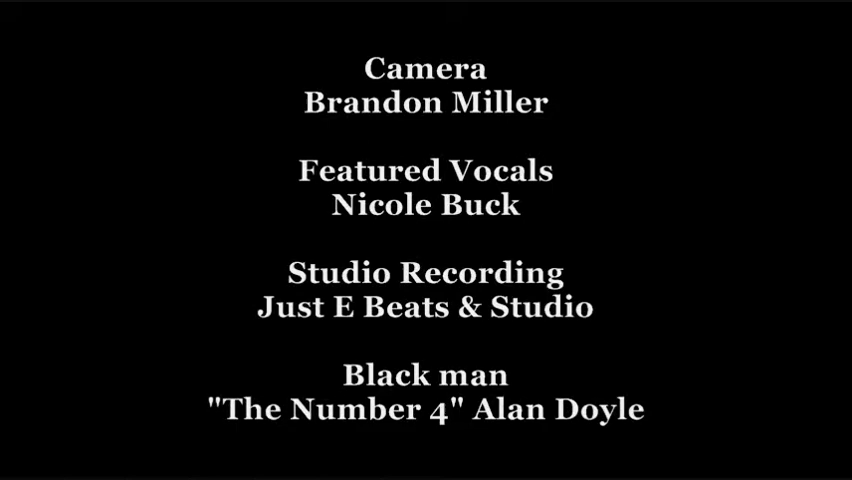 Camera
Brandon Miller
Featured Vocals
Nicole Buck
Studio Recording
Just E Beats & Studio
Black man
"The Number 4" Alan Doyle